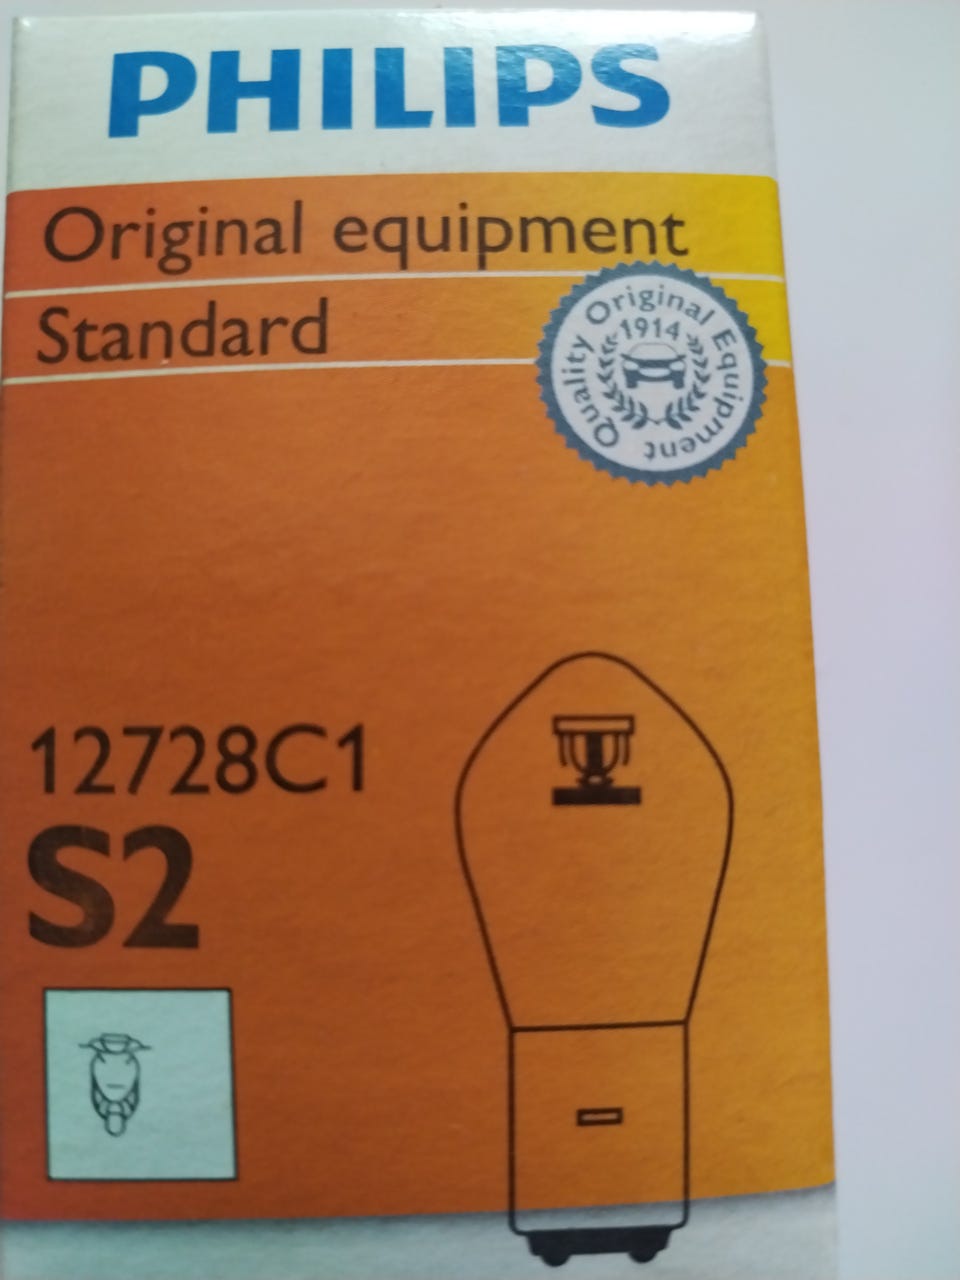 PHILIPS
Original equipment
Standard
Quality Original Equipment
1914
12728C1
S2